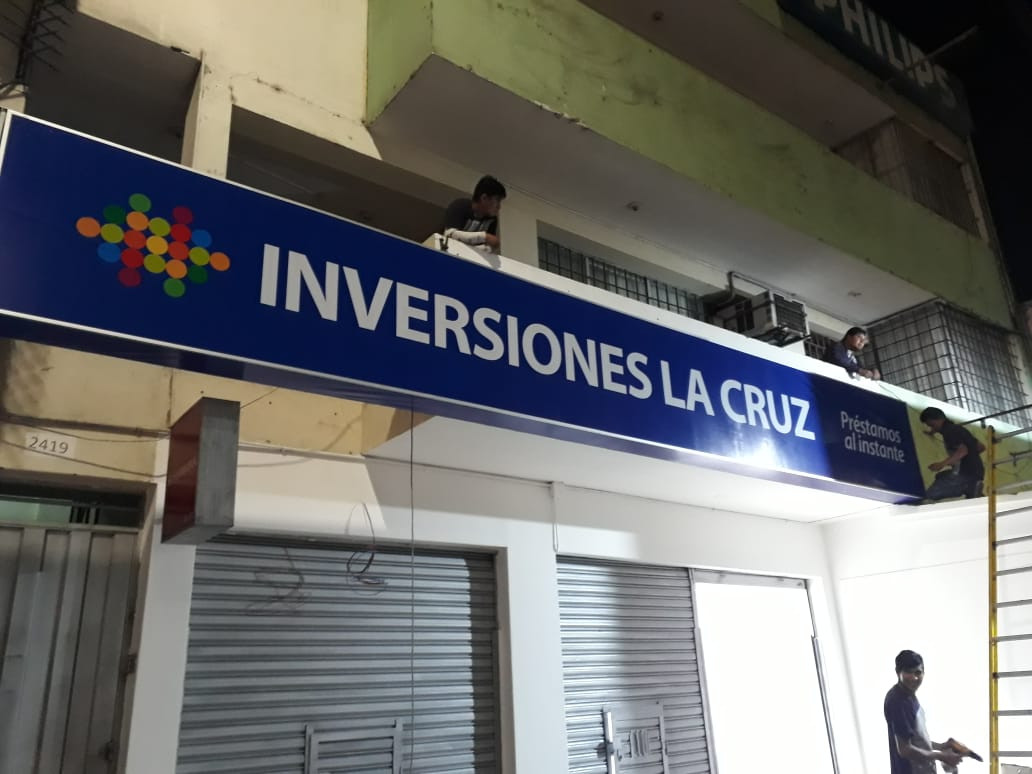 PHILIPS
INVERSIONES LA CRUZ
Préstamos
al instante
2419